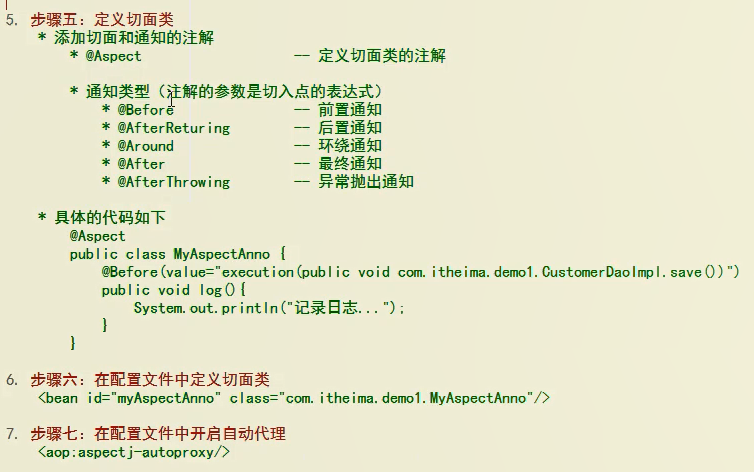 5. 步骤五：定义切面类
* 添加切面和通知的注解
* @Aspect -- 定义切面类的注解
* 通知类型（注解的参数是切入点的表达式）
* @Before -- 前置通知
* @AfterReturing -- 后置通知
* @Around -- 环绕通知
* @After -- 最终通知
* @AfterThrowing -- 异常抛出通知
* 具体的代码如下
@Aspect
public class MyAspectAnno {
@Before(value="execution(public void com.itheima.demo1.CustomerDaoImpl.save())")
public void log(){
System.out.println("记录日志...");
}
}
6. 步骤六：在配置文件中定义切面类
<bean id="myAspectAnno" class="com.itheima.demo1.MyAspectAnno"/>
7. 步骤七：在配置文件中开启自动代理
<aop:aspectj-autoproxy/>